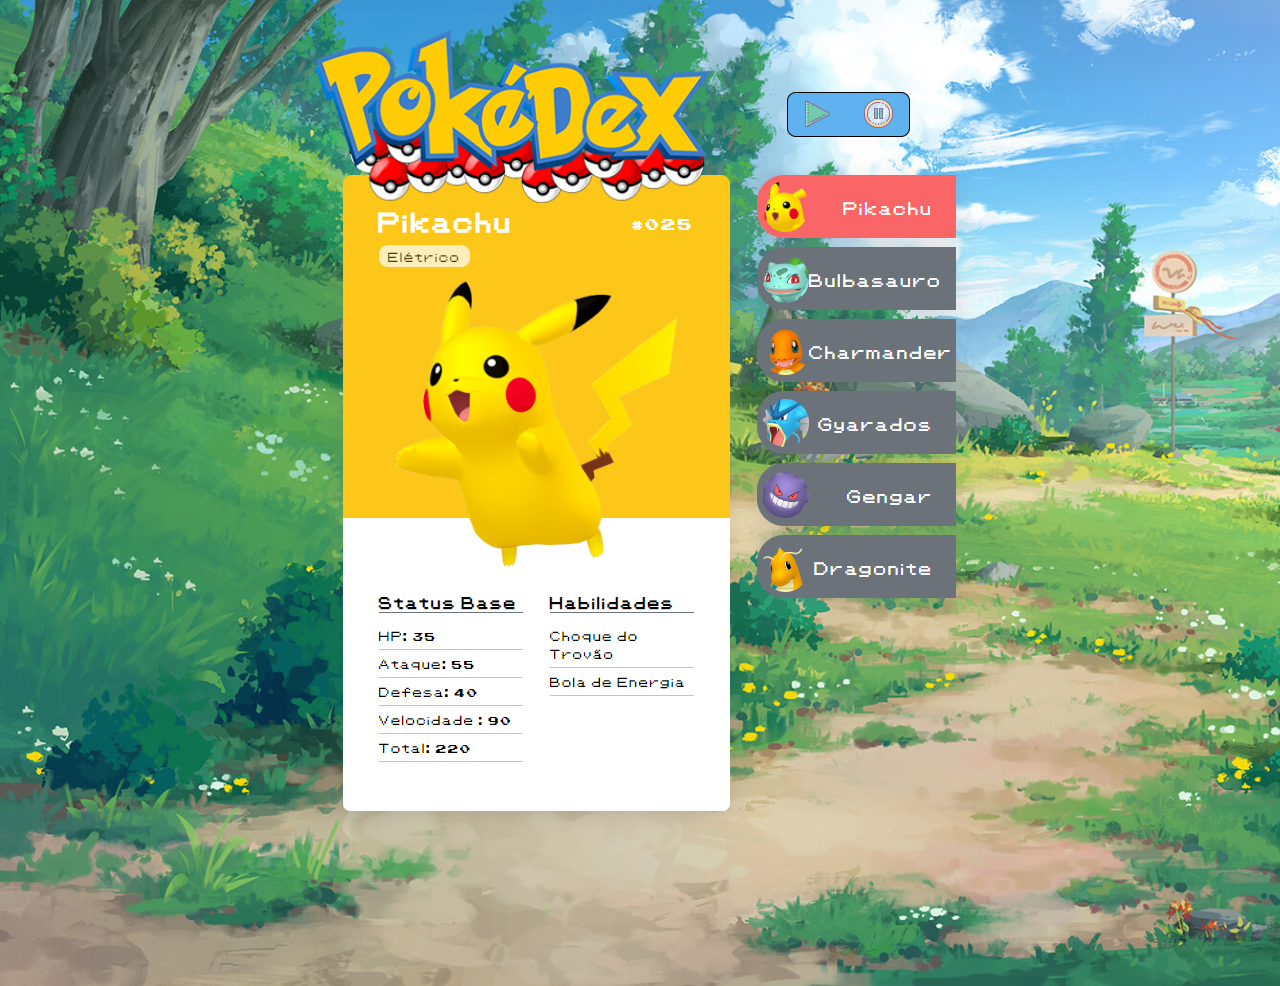 PokéDex
Pikachu
#025
Elétrico
Status Base
HP: 35
Ataque: 55
Defesa: 40
Velocidade : 90
Total: 220
Habilidades
Choque do
Trovão
Bola de Energia
Pikachu
Bulbasauro
Charmander
Gyarados
Gengar
Dragonite